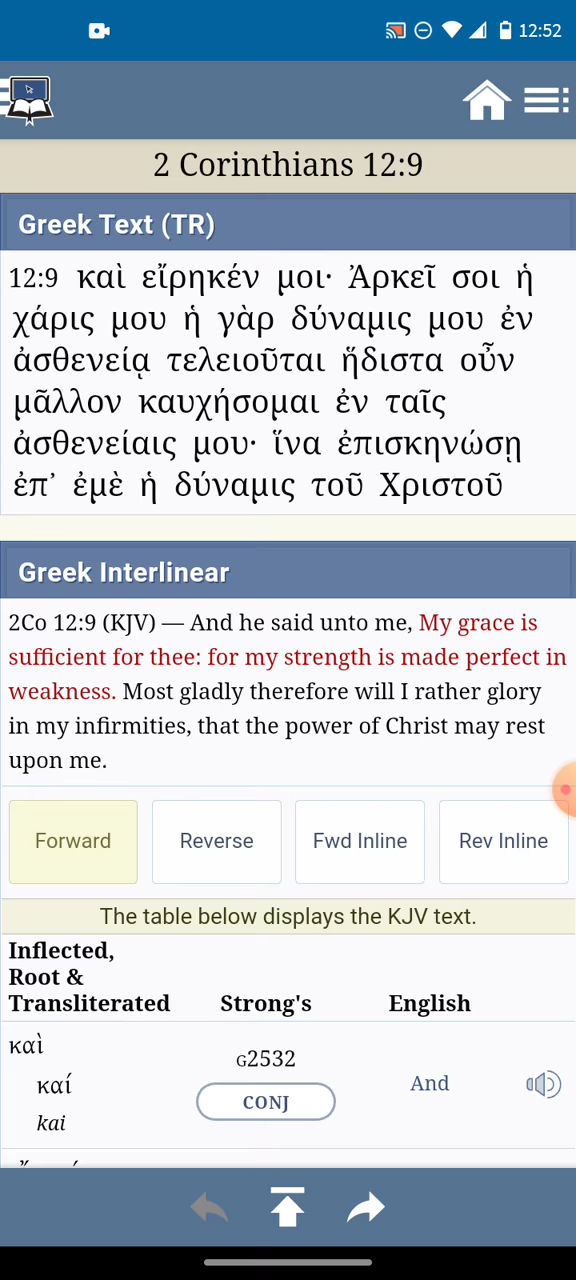 12:52
2 Corinthians 12:9
Greek Text (TR)
12:9 καὶ εἴρηκέν μοι· Ἀρκεῖ σοι ἡ
χάρις μου ἡ γὰρ δύναμις μου ἐν
ἀσθενείᾳ τελειοῦται ἥδιστα οὖν
μᾶλλον καυχήσομαι ἐν ταῖς
ἀσθενείαις μου· ἵνα ἐπισκηνώσῃ
ἐπ᾽ ἐμὲ ἡ δύναμις τοῦ Χριστοῦ
Greek Interlinear
2Co 12:9 (KJV) — And he said unto me, My grace is
sufficient for thee: for my strength is made perfect in
weakness. Most gladly therefore will I rather glory
in my infirmities, that the power of Christ may rest
upon me.
Forward Reverse Fwd Inline Rev Inline
The table below displays the KJV text.
Inflected,
Root &
Transliterated Strong's English
καὶ
καί
kai
G2532
CONJ
And